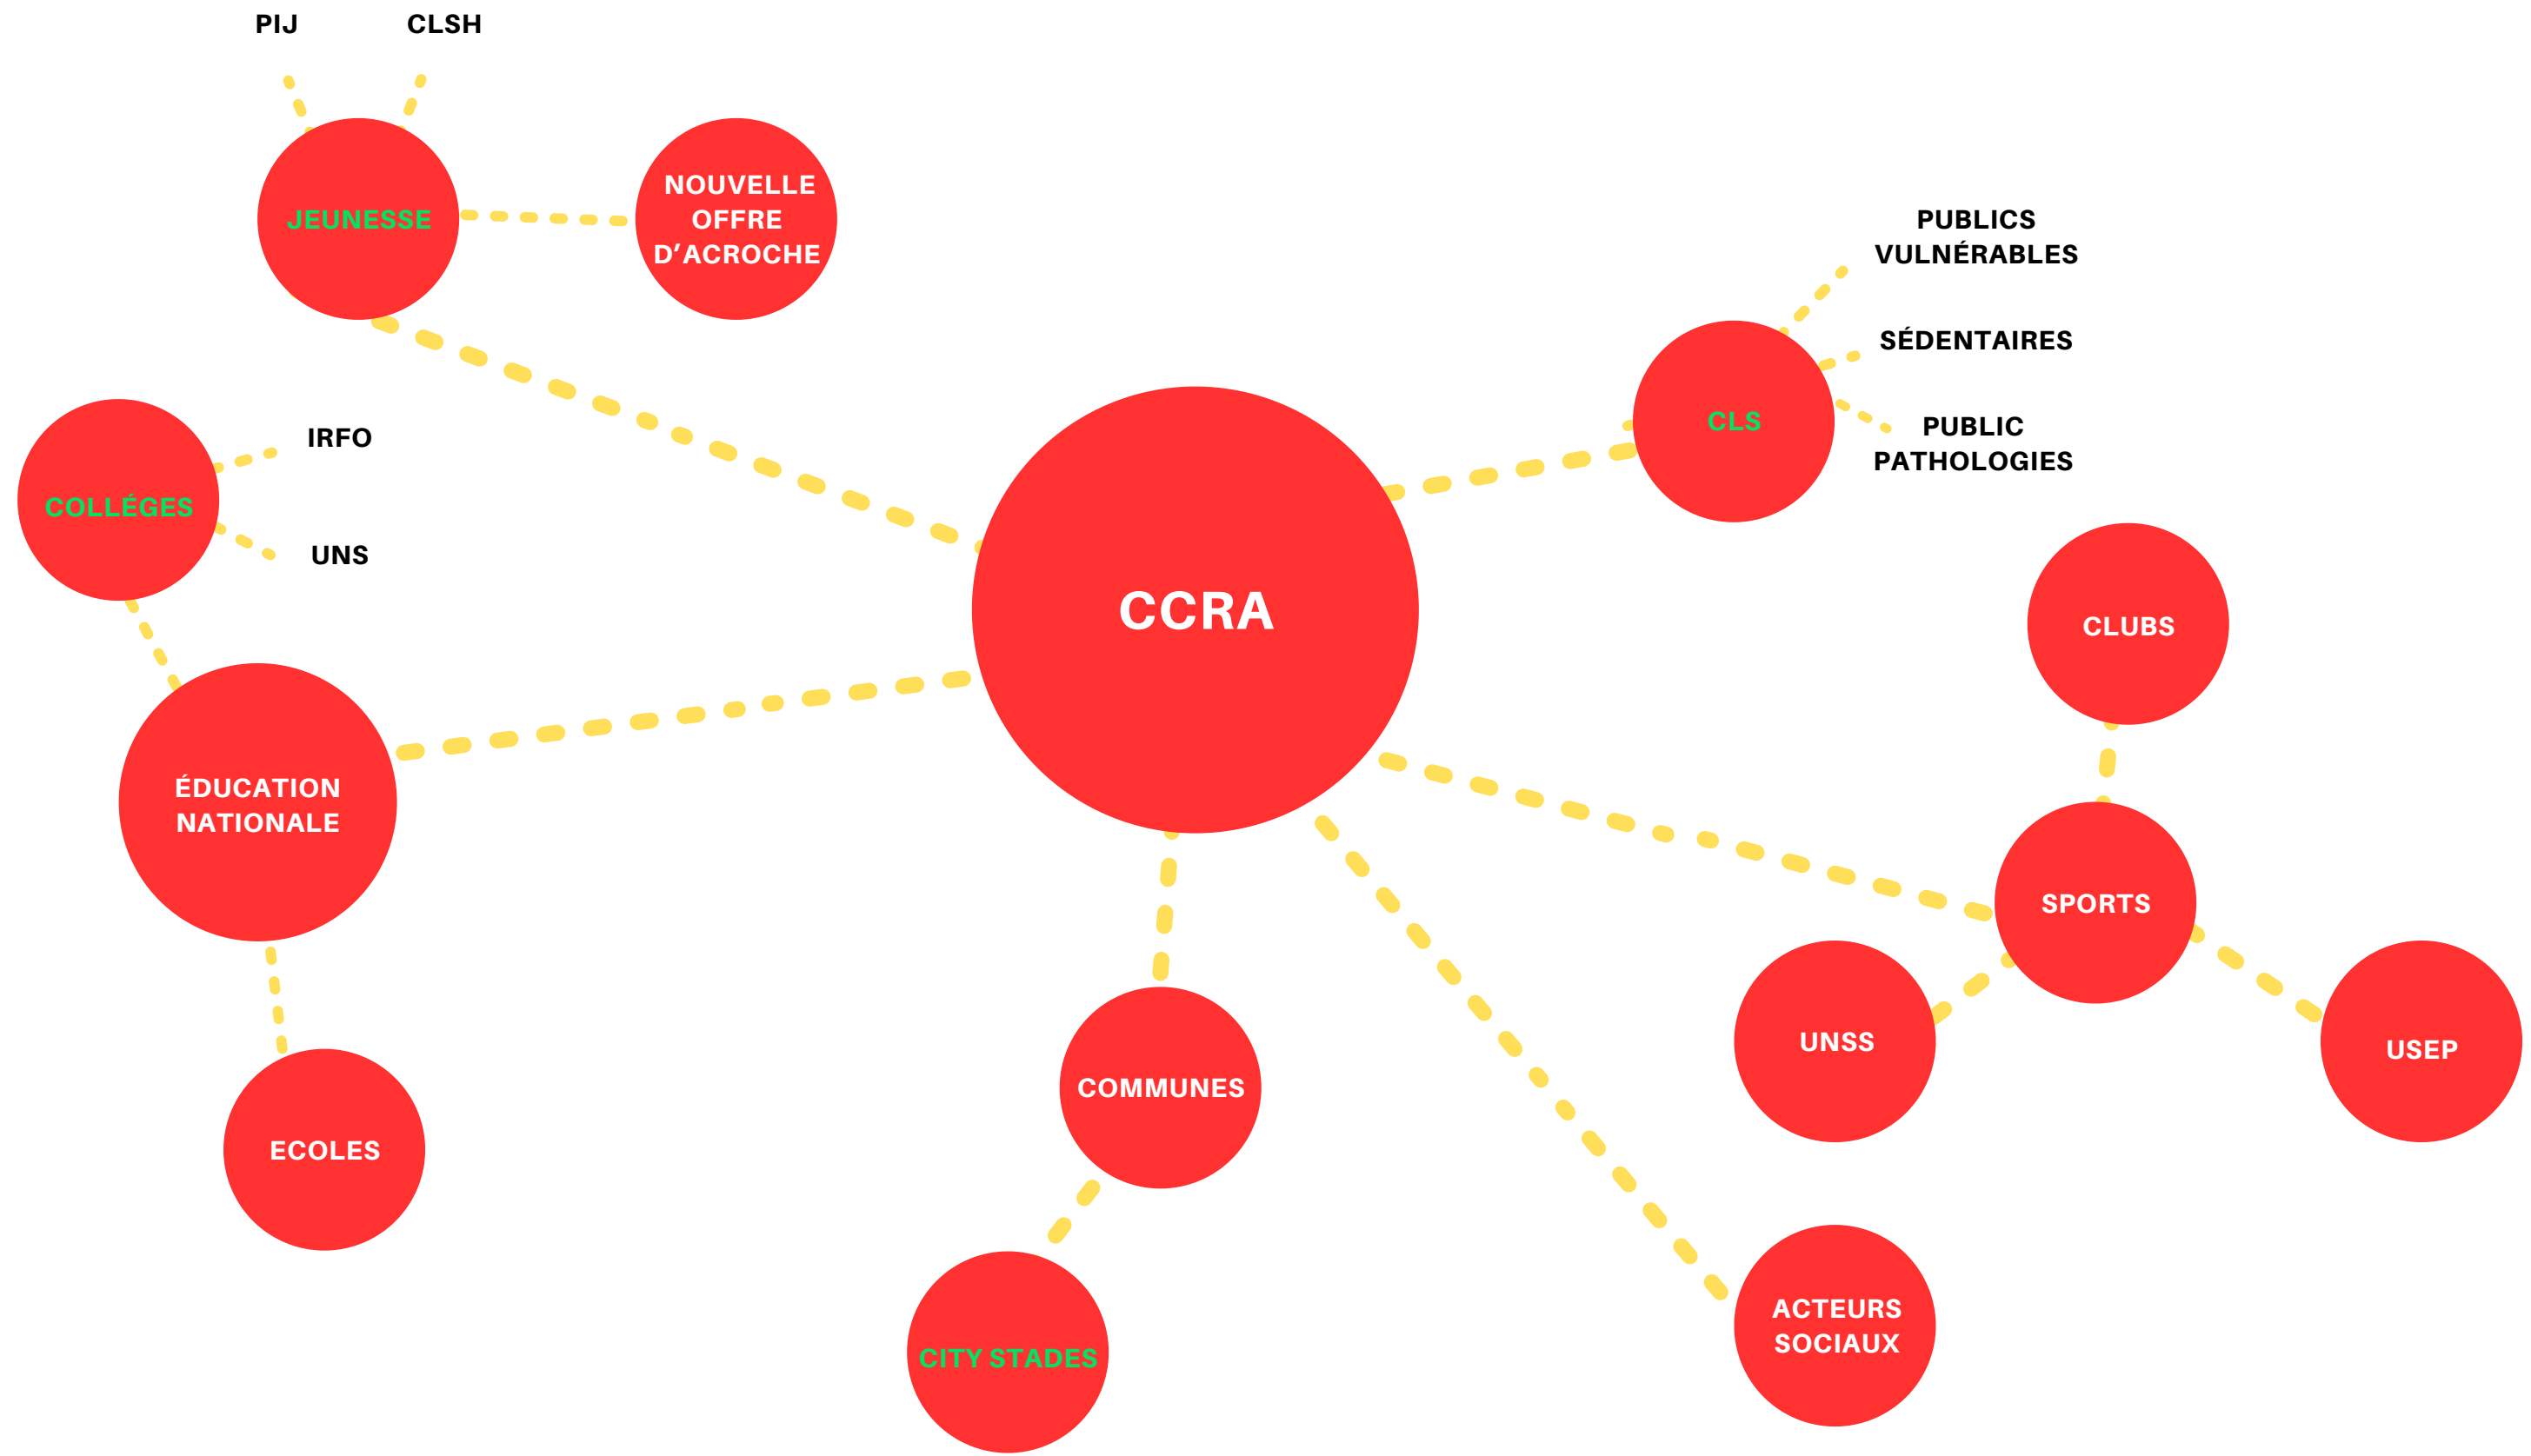 PIJ
CLSH
JEUNESSE
NOUVELLE
OFFRE
D’ACROCHE
PUBLICS
VULNÉRABLES
SÉDENTAIRES
PUBLIC
PATHOLOGIES
CLS
IRFO
COLLÉGES
UNS
CCRA
CLUBS
ÉDUCATION
NATIONALE
SPORTS
UNSS
USEP
COMMUNES
ECOLES
ACTEURS
SOCIAUX
CITY STADES